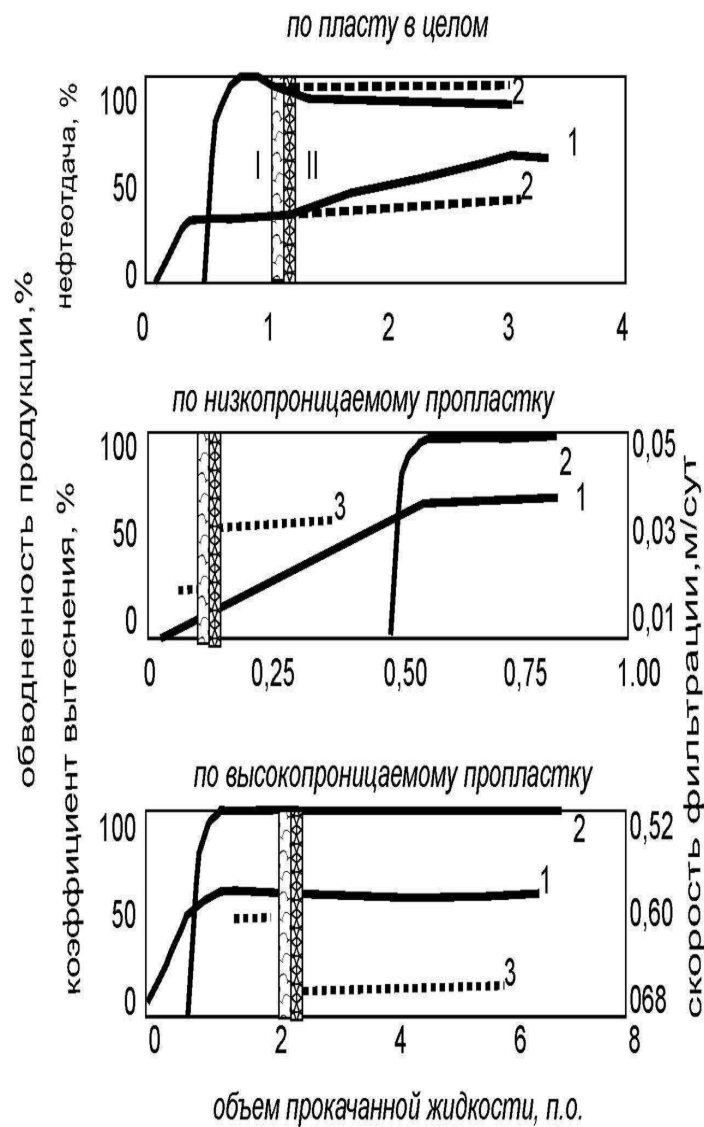 по пласту в целом
100
50
0
нефтеотдача, %
I
II
2
1
2
0 1 2 3 4
обводненность продукции,%
коэффициент вытеснения, %
по низкопроницаемому пропластку
100
50
0
3
2
1
0,05
0,03
0,01
0 0,25 0,50 0,75 1.00
скорость фильтрации,м/сут
по высокопроницаемому пропластку
100
50
0
2
1
3
0,52
0,60
068
0 2 4 6 8
объем прокачанной жидкости, п.о.